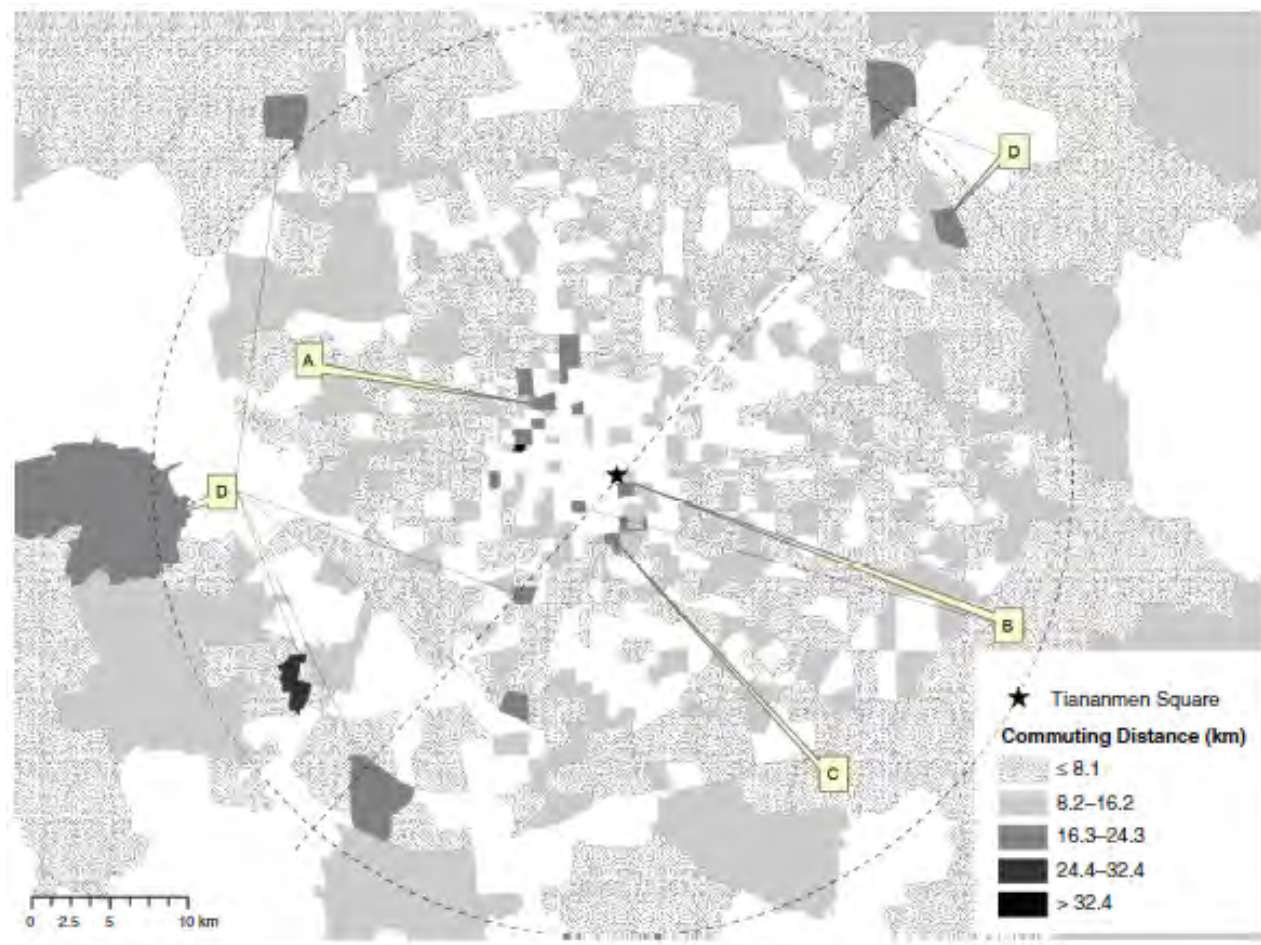 D
A
D
B
C
★ Tiananmen Square
Commuting Distance (km)
≤ 8.1
8.2–16.2
16.3–24.3
24.4–32.4
> 32.4
0 2.5 5 10 km